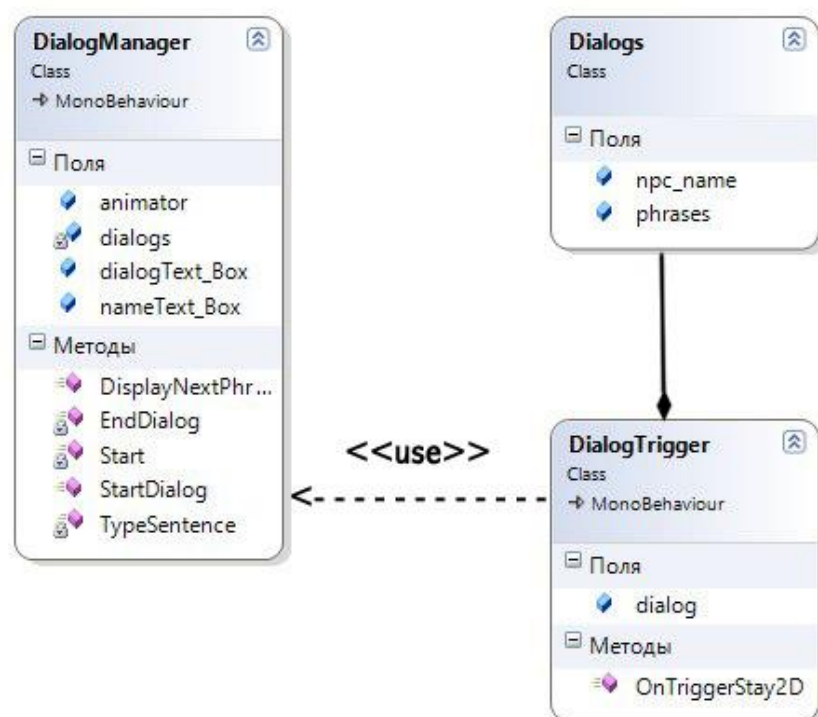 DialogManager
Class
MonoBehaviour
Поля
animator
dialogs
dialogText_Box
nameText_Box
Методы
DisplayNextPhr...
EndDialog
Start
StartDialog
TypeSentence
<<use>>
Dialogs
Class
Поля
npc_name
phrases
DialogTrigger
Class
MonoBehaviour
Поля
dialog
Методы
OnTriggerStay2D